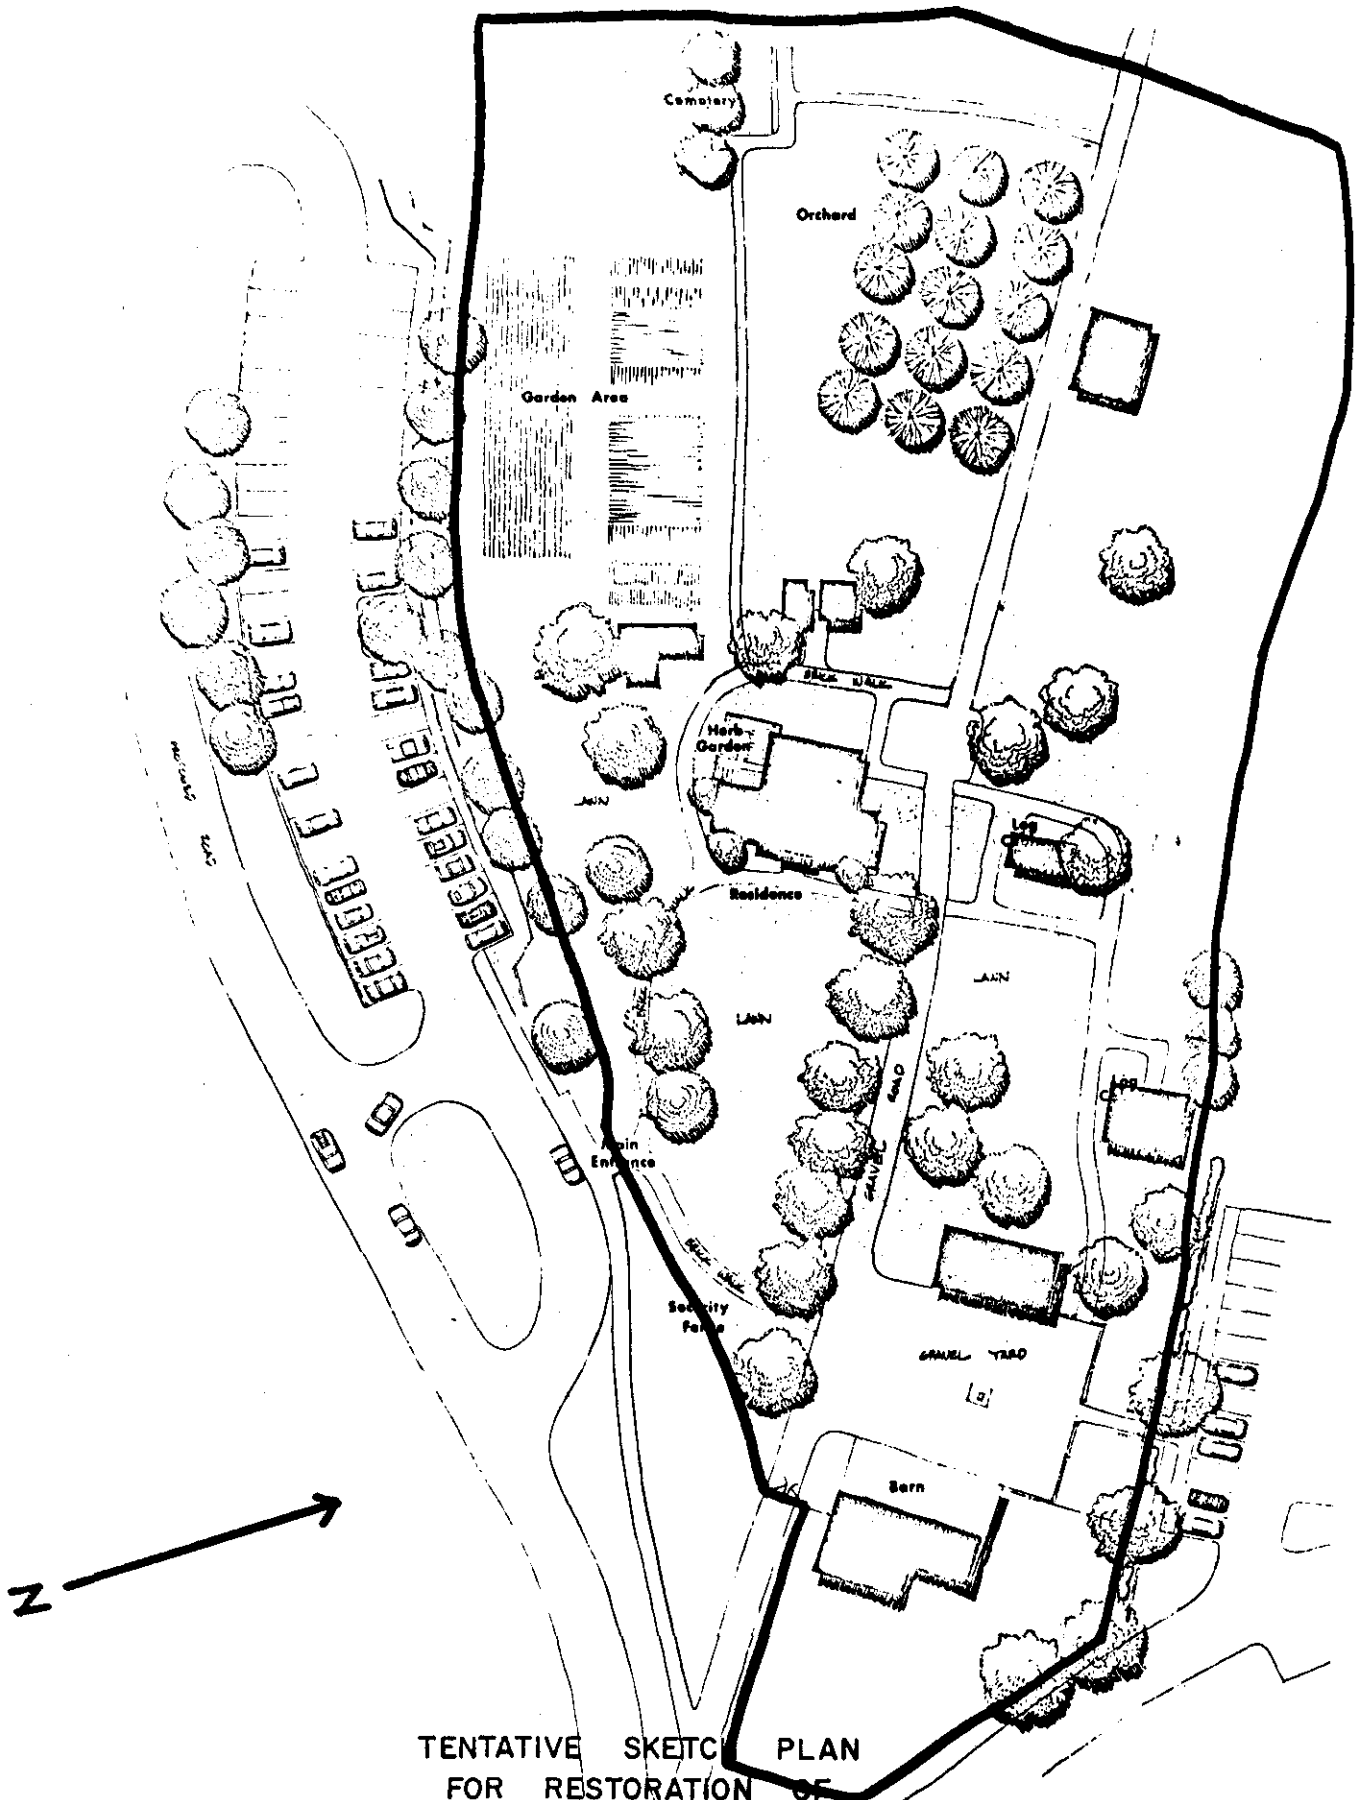 Cemetery
Orchard
Garden Area
BRICK WALK
Herb
Garden
LAWN
Log
Residence
LAWN
LAWN
GRAVEL ROAD
Log
Main
Entrance
BRICK WALK
Security
Fence
GRAVEL YARD
Barn
N
TENTATIVE SKETCH PLAN
FOR RESTORATION OF